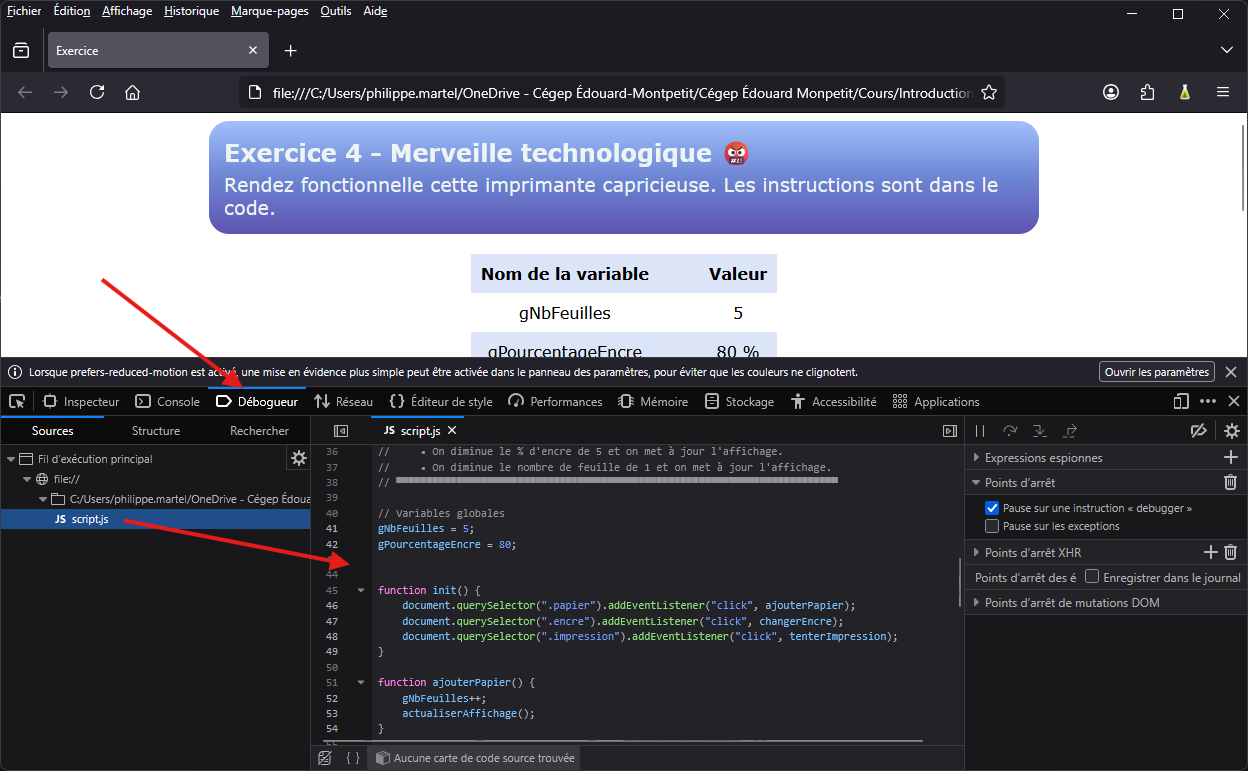 Fichier Édition Affichage Historique Marque-pages Outils Aide
Exercice
file:///C:/Users/philippe.martel/OneDrive - Cégep Édouard-Montpetit/Cégep Édouard Monpetit/Cours/Introduction
Exercice 4 - Merveille technologique
Rendez fonctionnelle cette imprimante capricieuse. Les instructions sont dans le
code.
Nom de la variable Valeur
gNbFeuilles 5
gPourcentageEncre 80 %
Lorsque prefers-reduced-motion est activé, une mise en évidence plus simple peut être activée dans le panneau des paramètres, pour éviter que les couleurs ne clignotent. Ouvrir les paramètres
Inspecteur Console Débogueur Réseau Éditeur de style Performances Mémoire Stockage Accessibilité Applications
Sources Structure Rechercher
JS script.js
Fil d'exécution principal
file://
C:/Users/philippe.martel/OneDrive - Cégep Édoua
JS script.js
36 // • On diminue le % d'encre de 5 et on met à jour l'affichage.
37 // • On diminue le nombre de feuille de 1 et on met à jour l'affichage.
38 //
39
40 // Variables globales
41 gNbFeuilles = 5;
42 gPourcentageEncre = 80;
44
45 function init() {
46 document.querySelector(".papier").addEventListener("click", ajouterPapier);
47 document.querySelector(".encre").addEventListener("click", changerEncre);
48 document.querySelector(".impression").addEventListener("click", tenterImpression);
49 }
50
51 function ajouterPapier() {
52 gNbFeuilles++;
53 actualiserAffichage();
54 }
55
{ } Aucune carte de code source trouvée
Expressions espionnes
Points d'arrêt
Pause sur une instruction « debugger »
Pause sur les exceptions
Points d'arrêt XHR
Points d'arrêt des é Enregistrer dans le journal
Points d'arrêt de mutations DOM